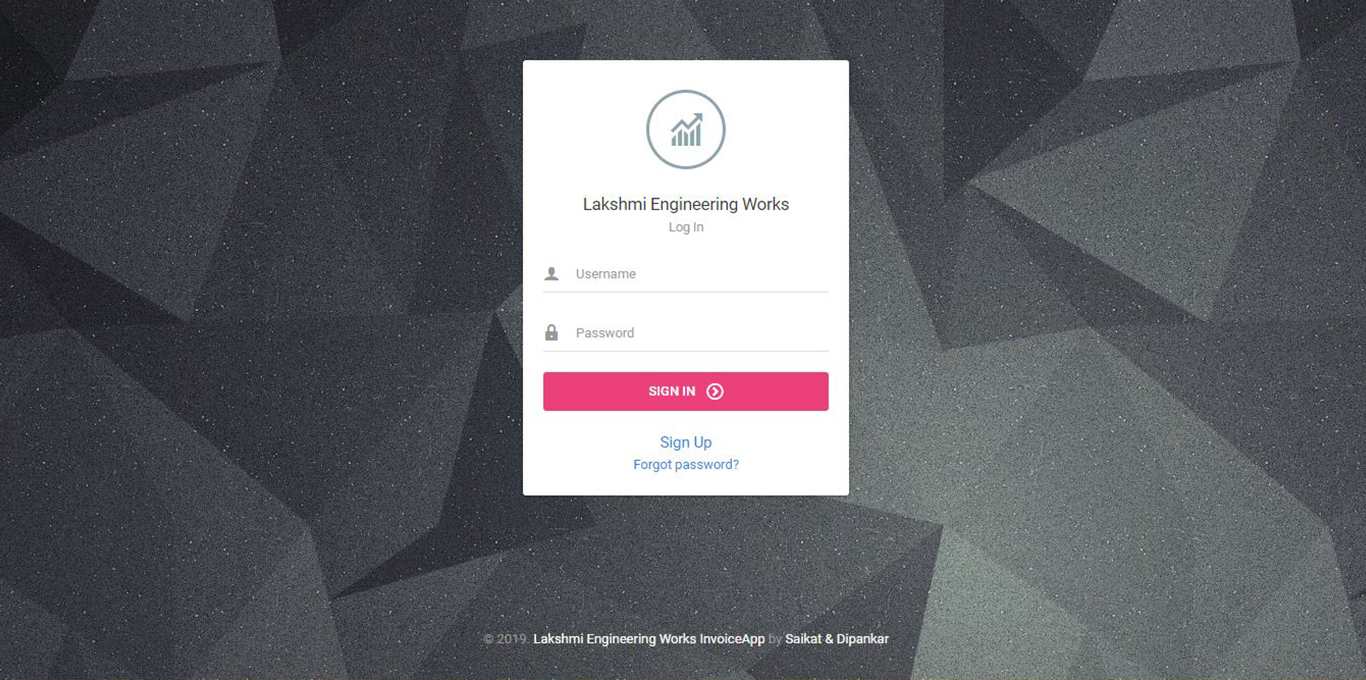 Lakshmi Engineering Works
Log In
Username
Password
SIGN IN
Sign Up
Forgot password?
© 2019. Lakshmi Engineering Works InvoiceApp by Saikat & Dipankar